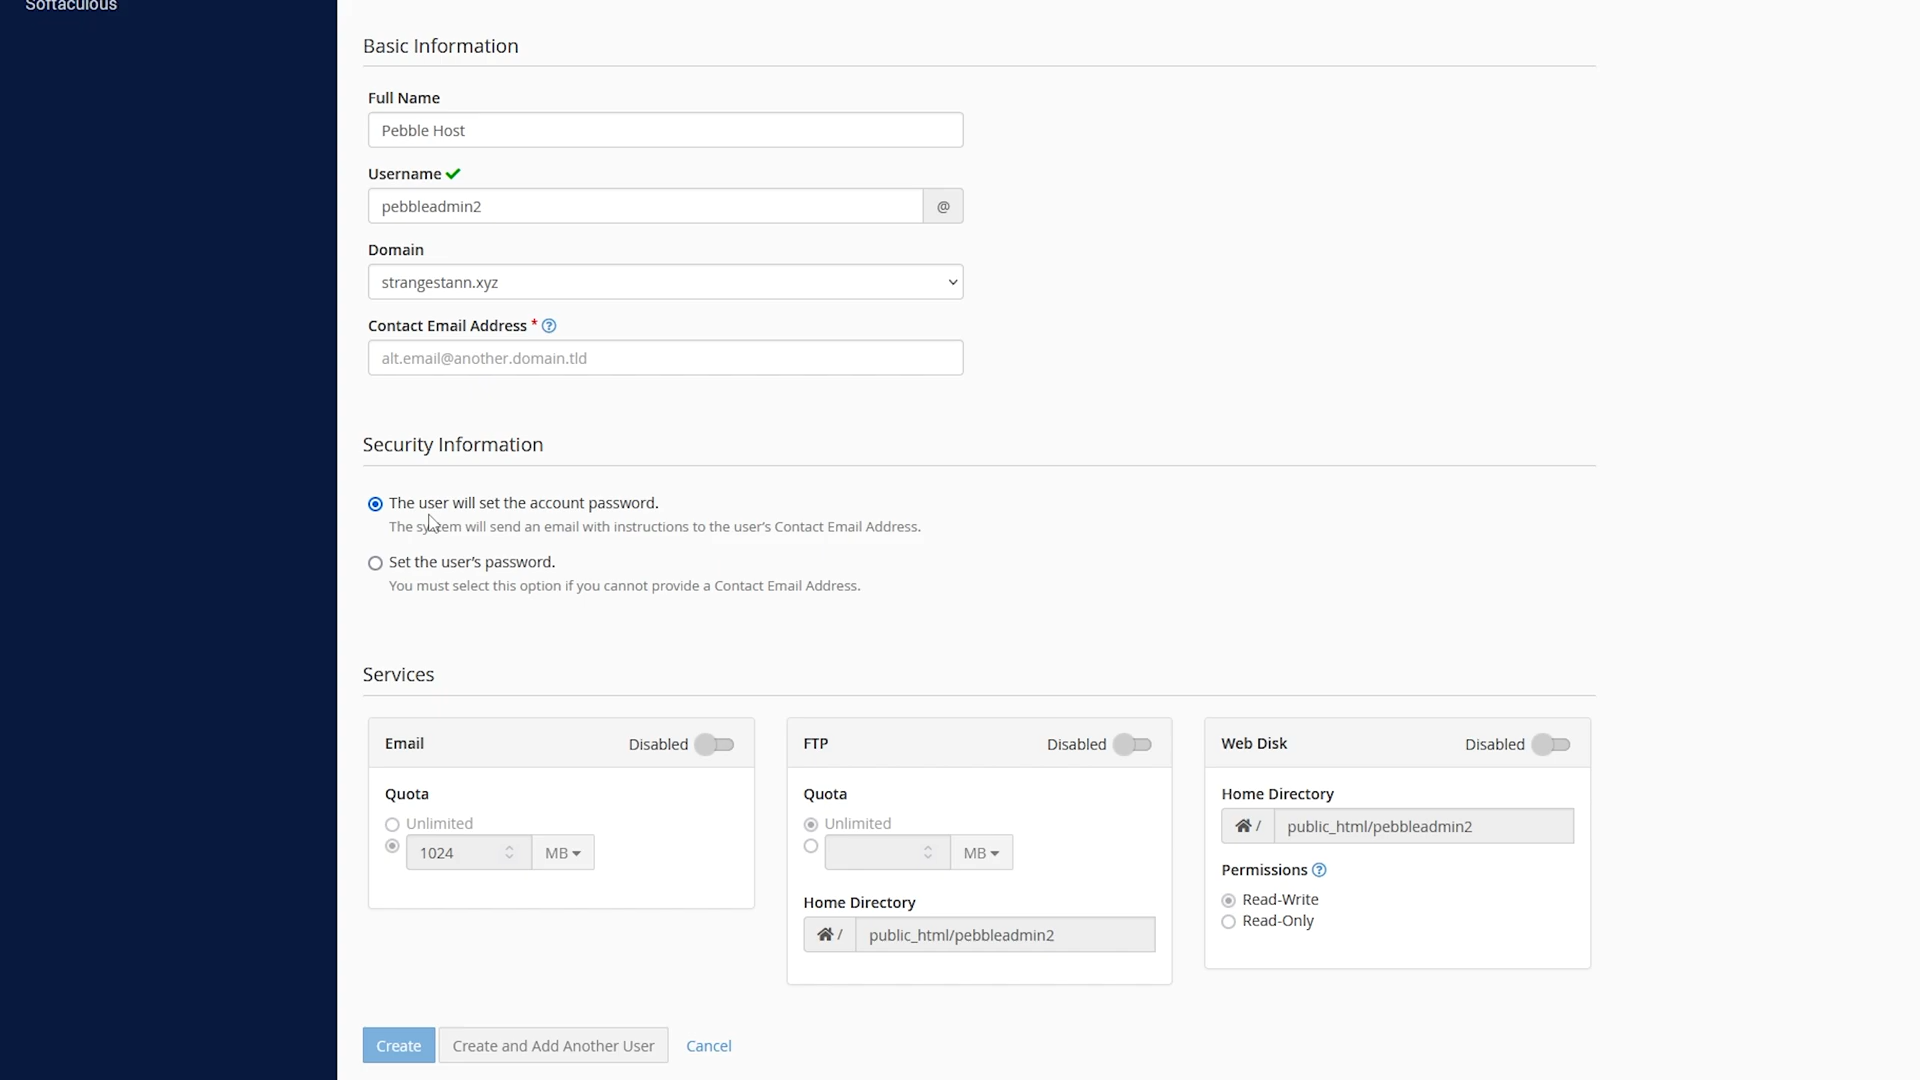 Softaculous
Basic Information
Full Name
Pebble Host
Username
pebbleadmin2
@
Domain
strangestann.xyz
Contact Email Address *
alt.email@another.domain.tld
Security Information
The user will set the account password.
The system will send an email with instructions to the user's Contact Email Address.
Set the user's password.
You must select this option if you cannot provide a Contact Email Address.
Services
Email
Disabled
Quota
Unlimited
1024
MB
FTP
Disabled
Quota
Unlimited
MB
Home Directory
/
public_html/pebbleadmin2
Web Disk
Disabled
Home Directory
/
public_html/pebbleadmin2
Permissions
Read-Write
Read-Only
Create
Create and Add Another User
Cancel